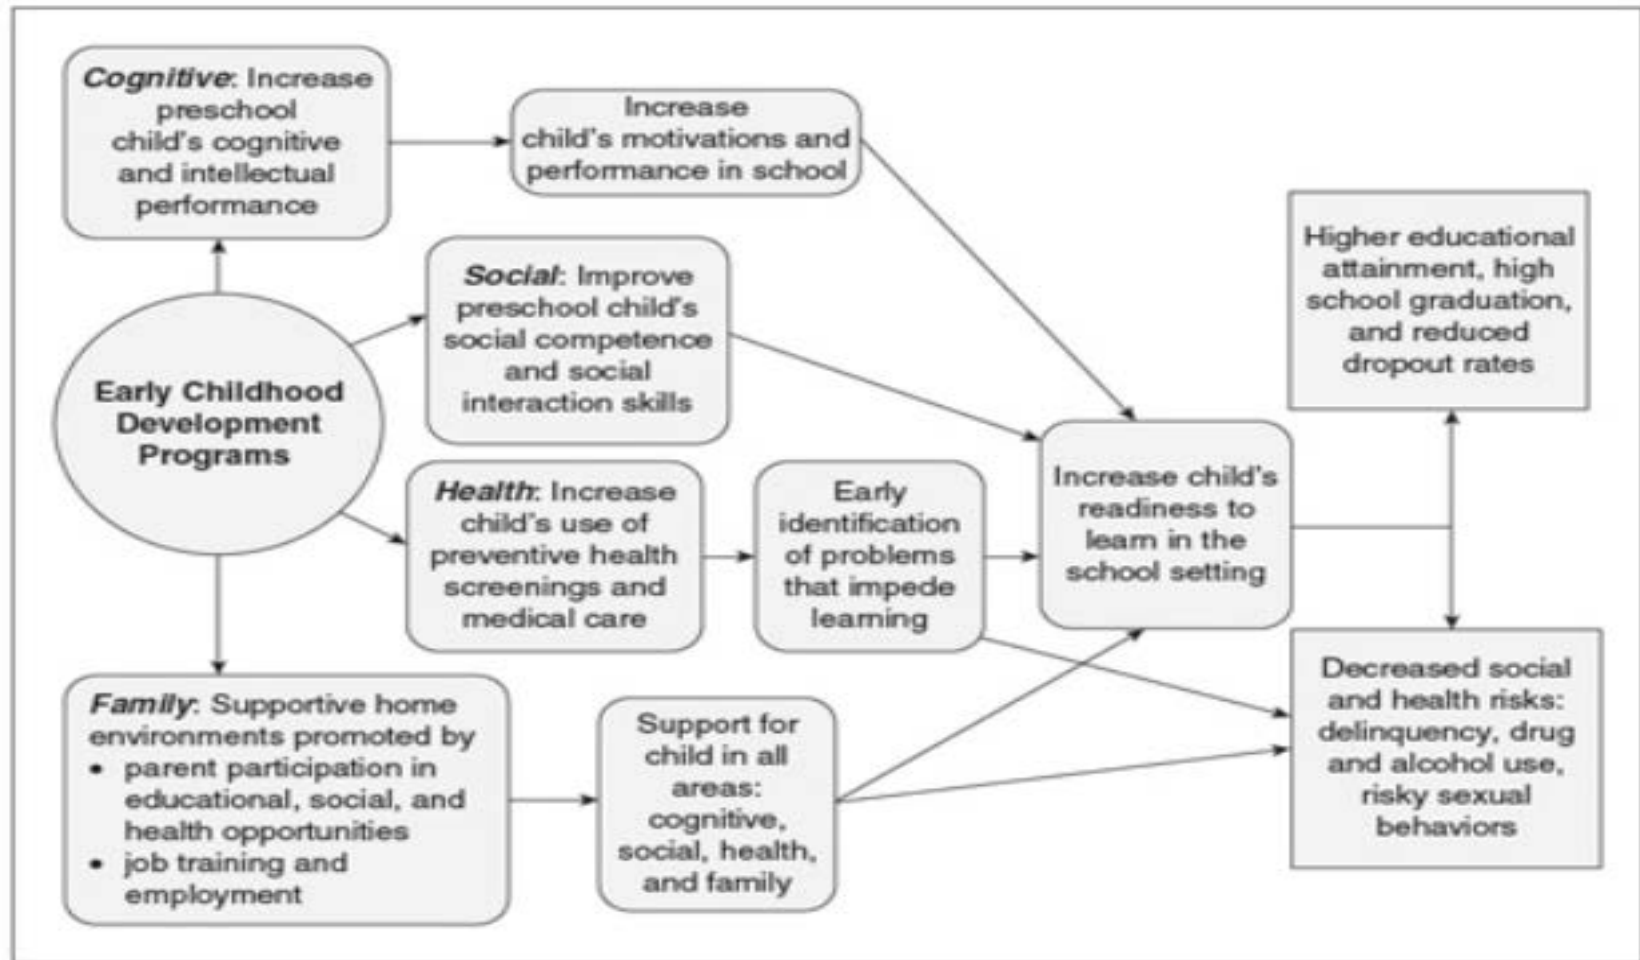 Cognitive: Increase
preschool
child's cognitive
and intellectual
performance
Increase
child's motivations and
performance in school
Social: Improve
preschool child's
social competence
and social
interaction skills
Early Childhood
Development
Programs
Health: Increase
child's use of
preventive health
screenings and
medical care
Early
identification
of problems
that impede
learning
Increase child's
readiness to
learn in the
school setting
Higher educational
attainment, high
school graduation,
and reduced
dropout rates
Family: Supportive home
environments promoted by
• parent participation in
educational, social, and
health opportunities
• job training and
employment
Support for
child in all
areas:
cognitive,
social, health,
and family
Decreased social
and health risks:
delinquency, drug
and alcohol use,
risky sexual
behaviors